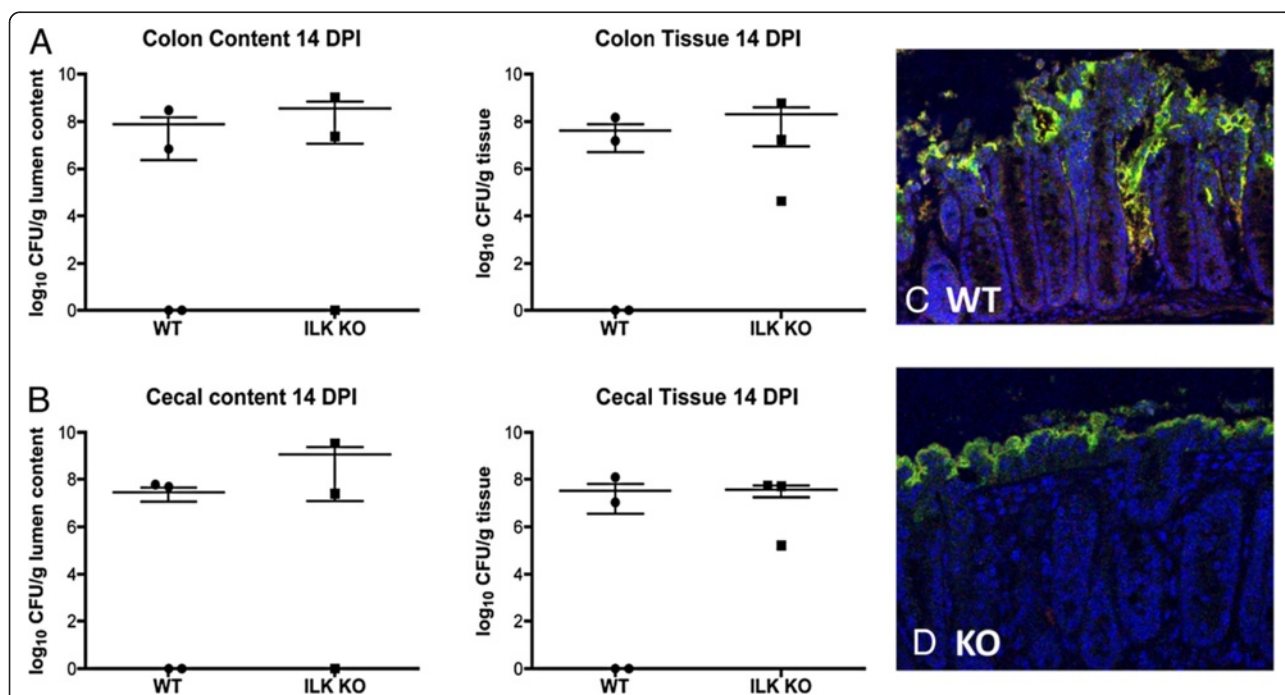 A
Colon Content 14 DPI
log10 CFU/g lumen content
10
8
6
4
2
0
WT
ILK KO
Colon Tissue 14 DPI
log10 CFU/g tissue
10
8
6
4
2
0
WT
ILK KO
C WT
B
Cecal content 14 DPI
log10 CFU/g lumen content
10
8
6
4
2
0
WT
ILK KO
Cecal Tissue 14 DPI
log10 CFU/g tissue
10
8
6
4
2
0
WT
ILK KO
D KO